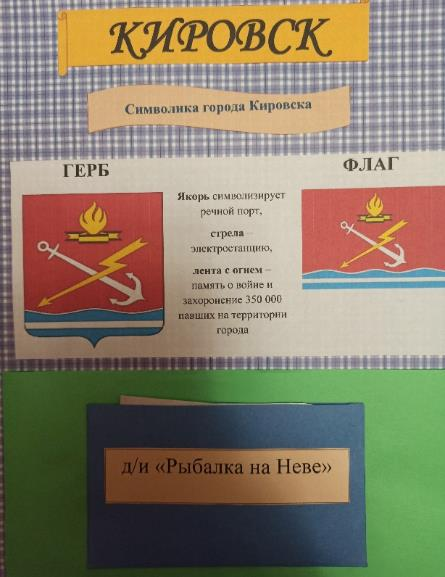 КИРОВСК
Символика города Кировска
ГЕРБ
Якорь символизирует
речной порт,
стрела –
электростанцию,
лента с огнем –
память о войне и
захоронение 350 000
павших на территории
города
ФЛАГ
д/и «Рыбалка на Неве»